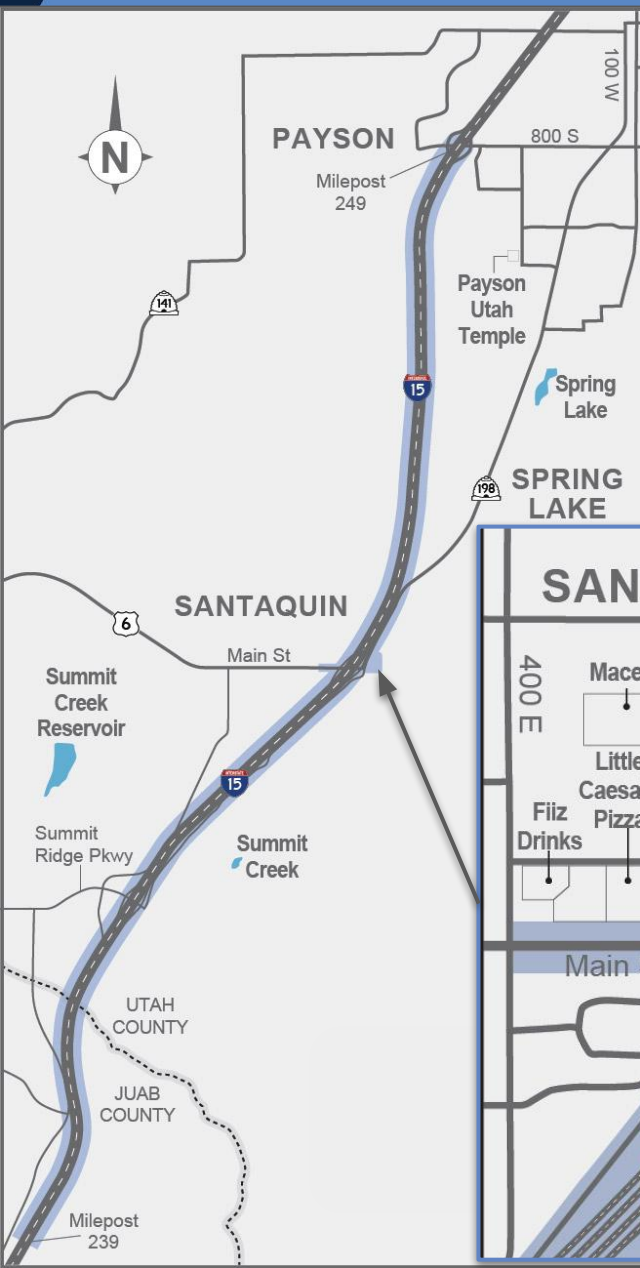 100 W
N
PAYSON
800 S
Milepost
249
Payson
Utah
Temple
141
15
Spring
Lake
198
SPRING
LAKE
SANTAQUIN
6
Main St
Summit
Creek
Reservoir
15
Summit
Ridge Pkwy
Summit
Creek
UTAH
COUNTY
JUAB
COUNTY
Milepost
239
SAN
400 E
Mace
Little
Caesa
Pizza
Fiiz
Drinks
Main